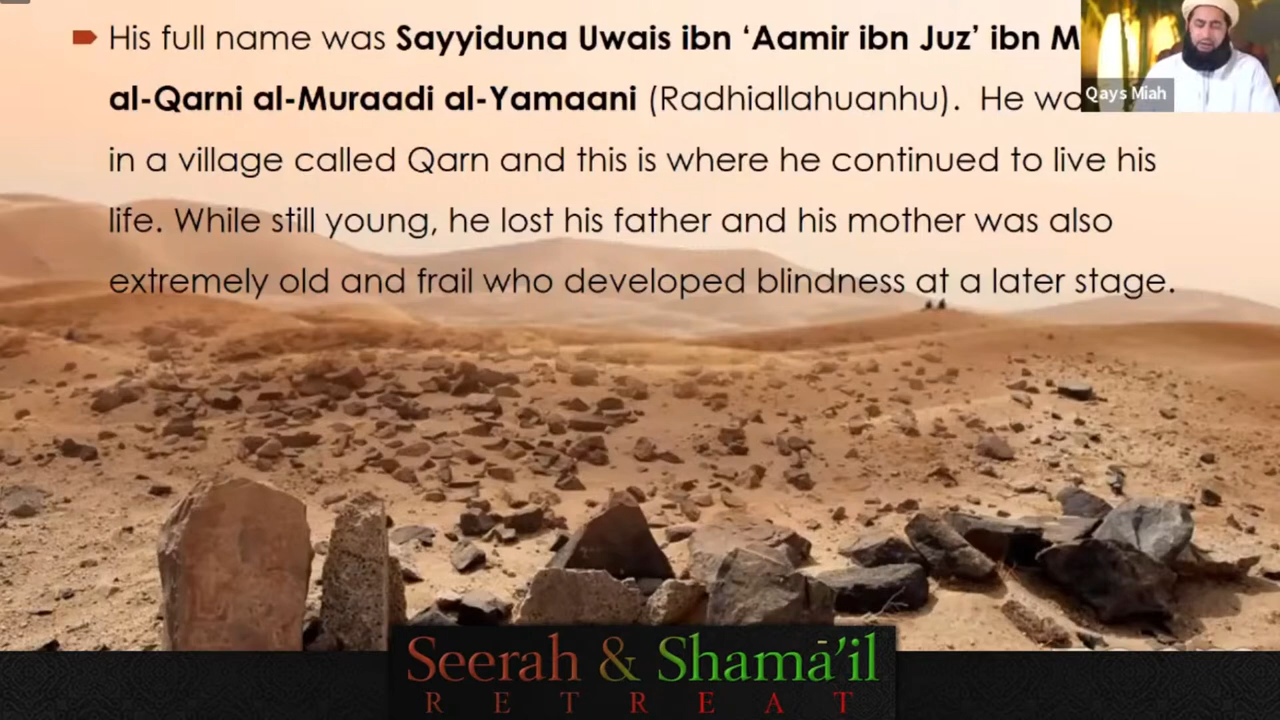 His full name was Sayyiduna Uwais ibn ‘Aamir ibn Juz’ ibn M
al-Qarni al-Muraadi al-Yamaani (Radhiallahuanhu). He wa
in a village called Qarn and this is where he continued to live his
life. While still young, he lost his father and his mother was also
extremely old and frail who developed blindness at a later stage.
Qays Miah
Seerah & Shamā’il
RETREAT